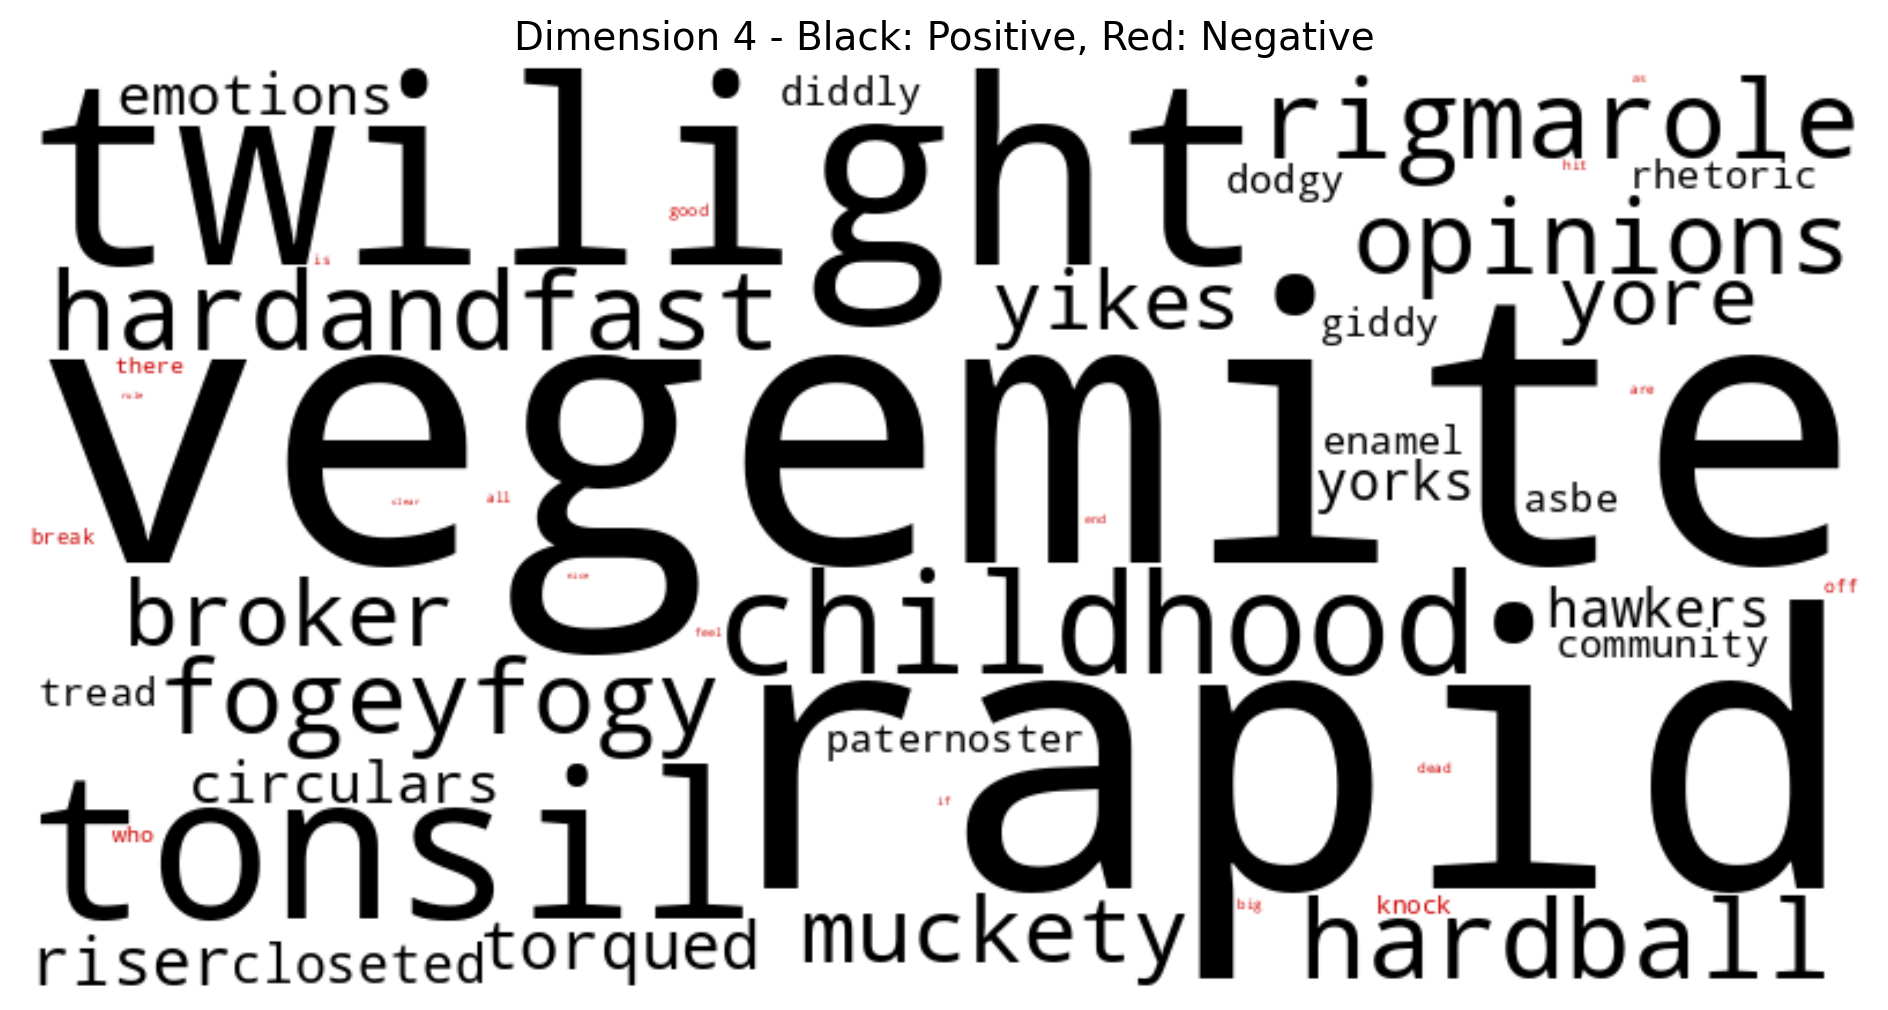 Dimension 4 - Black: Positive, Red: Negative
emotions
diddly
as
twilight
rigmarole
hit
dodgy
rhetoric
good
opinions
is
hardandfast
yikes
giddy
yore
there
rule
vegemite
are
enamel
yorks
asbe
clear
all
end
break
nice
broker
feel
childhood
hawkers
off
community
tread
fogeyfogy
rapid
paternoster
circulars
dead
if
tonsil
who
big
knock
muckety
hardball
riser
closeted
torqued